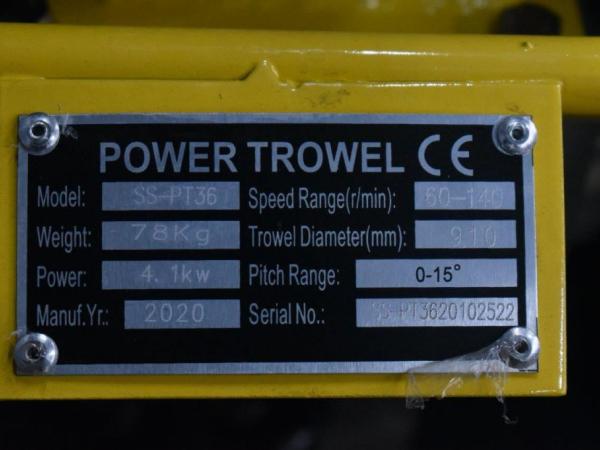 POWER TROWEL CE
Model: SS-PT36 Speed Range(r/min): 60-140
Weight: 78Kg Trowel Diameter(mm): 910
Power: 4.1kw Pitch Range: 0-15°
Manuf.Yr.: 2020 Serial No.: SS-PT3620102522